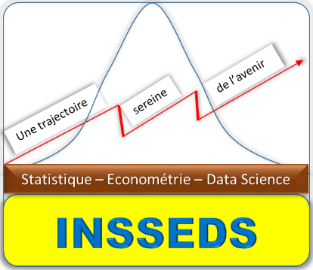 Une trajectoire
sereine
de l'avenir
Statistique – Econométrie – Data Science
INSSEDS